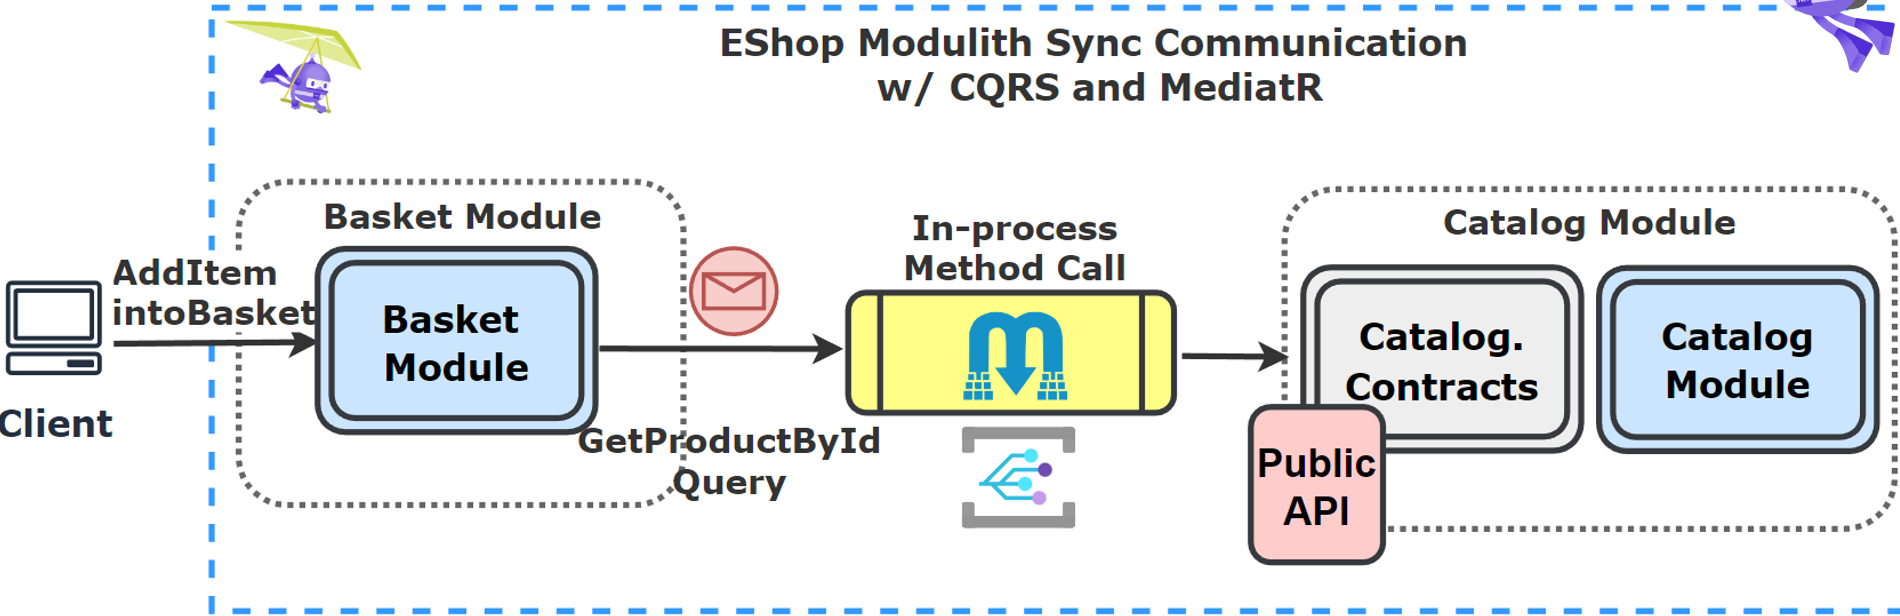 EShop Modulith Sync Communication
w/ CQRS and MediatR
Client
AddItem
intoBasket
Basket Module
Basket
Module
GetProductById
Query
In-process
Method Call
Catalog Module
Catalog.
Contracts
Public
API
Catalog
Module